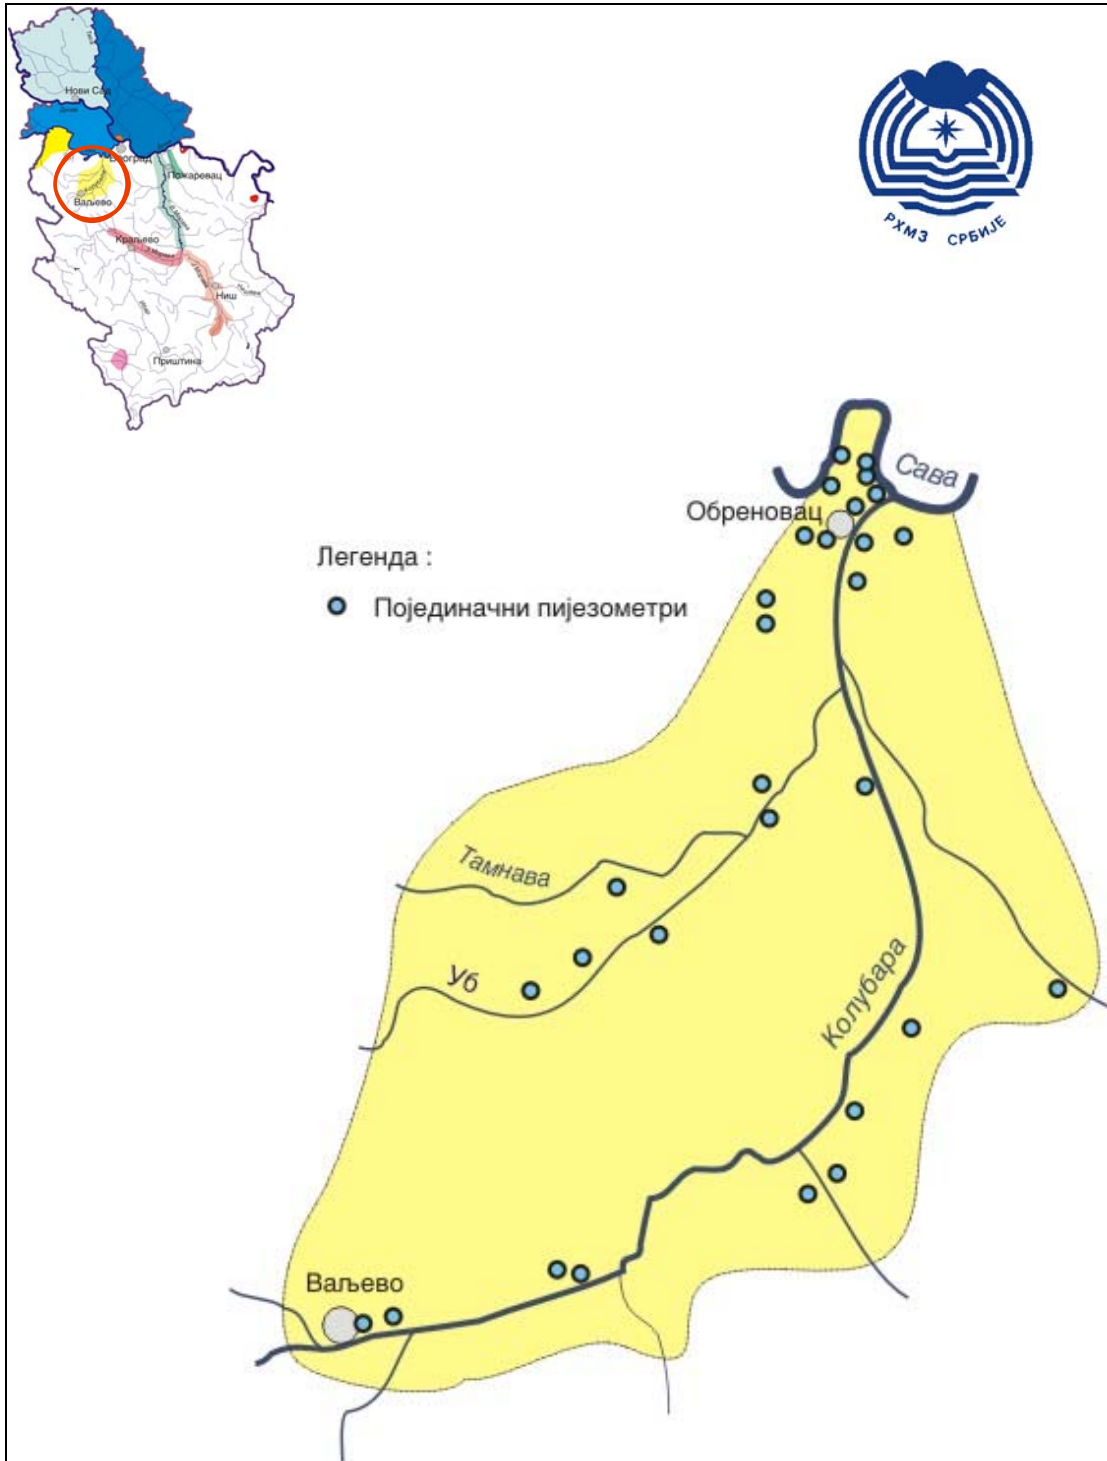 Нови Сад
Београд
Пожаревац
Колубара
Ваљево
Краљево
Ниш
Приштина
РХМЗ СРБИЈЕ
Сава
Обреновац
Легенда :
Појединачни пијезометри
Тамнава
Уб
Колубара
Ваљево